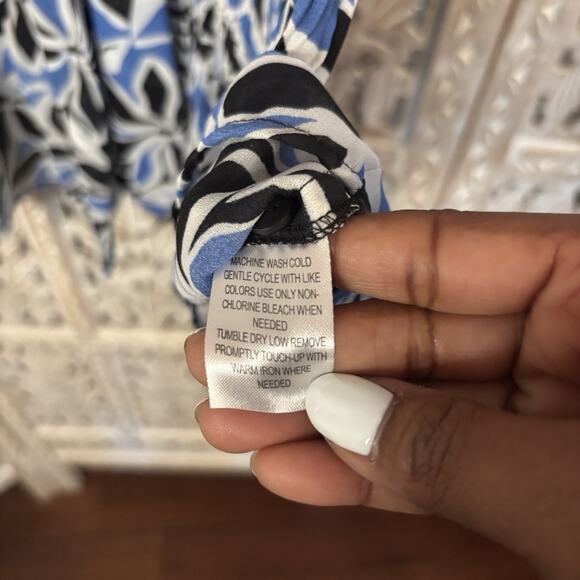 MACHINE WASH COLD
GENTLE CYCLE WITH LIKE
COLORS USE ONLY NON-
CHLORINE BLEACH WHEN
NEEDED
TUMBLE DRY LOW REMOVE
PROMPTLY TOUCH-UP WITH
WARM IRON WHERE
NEEDED